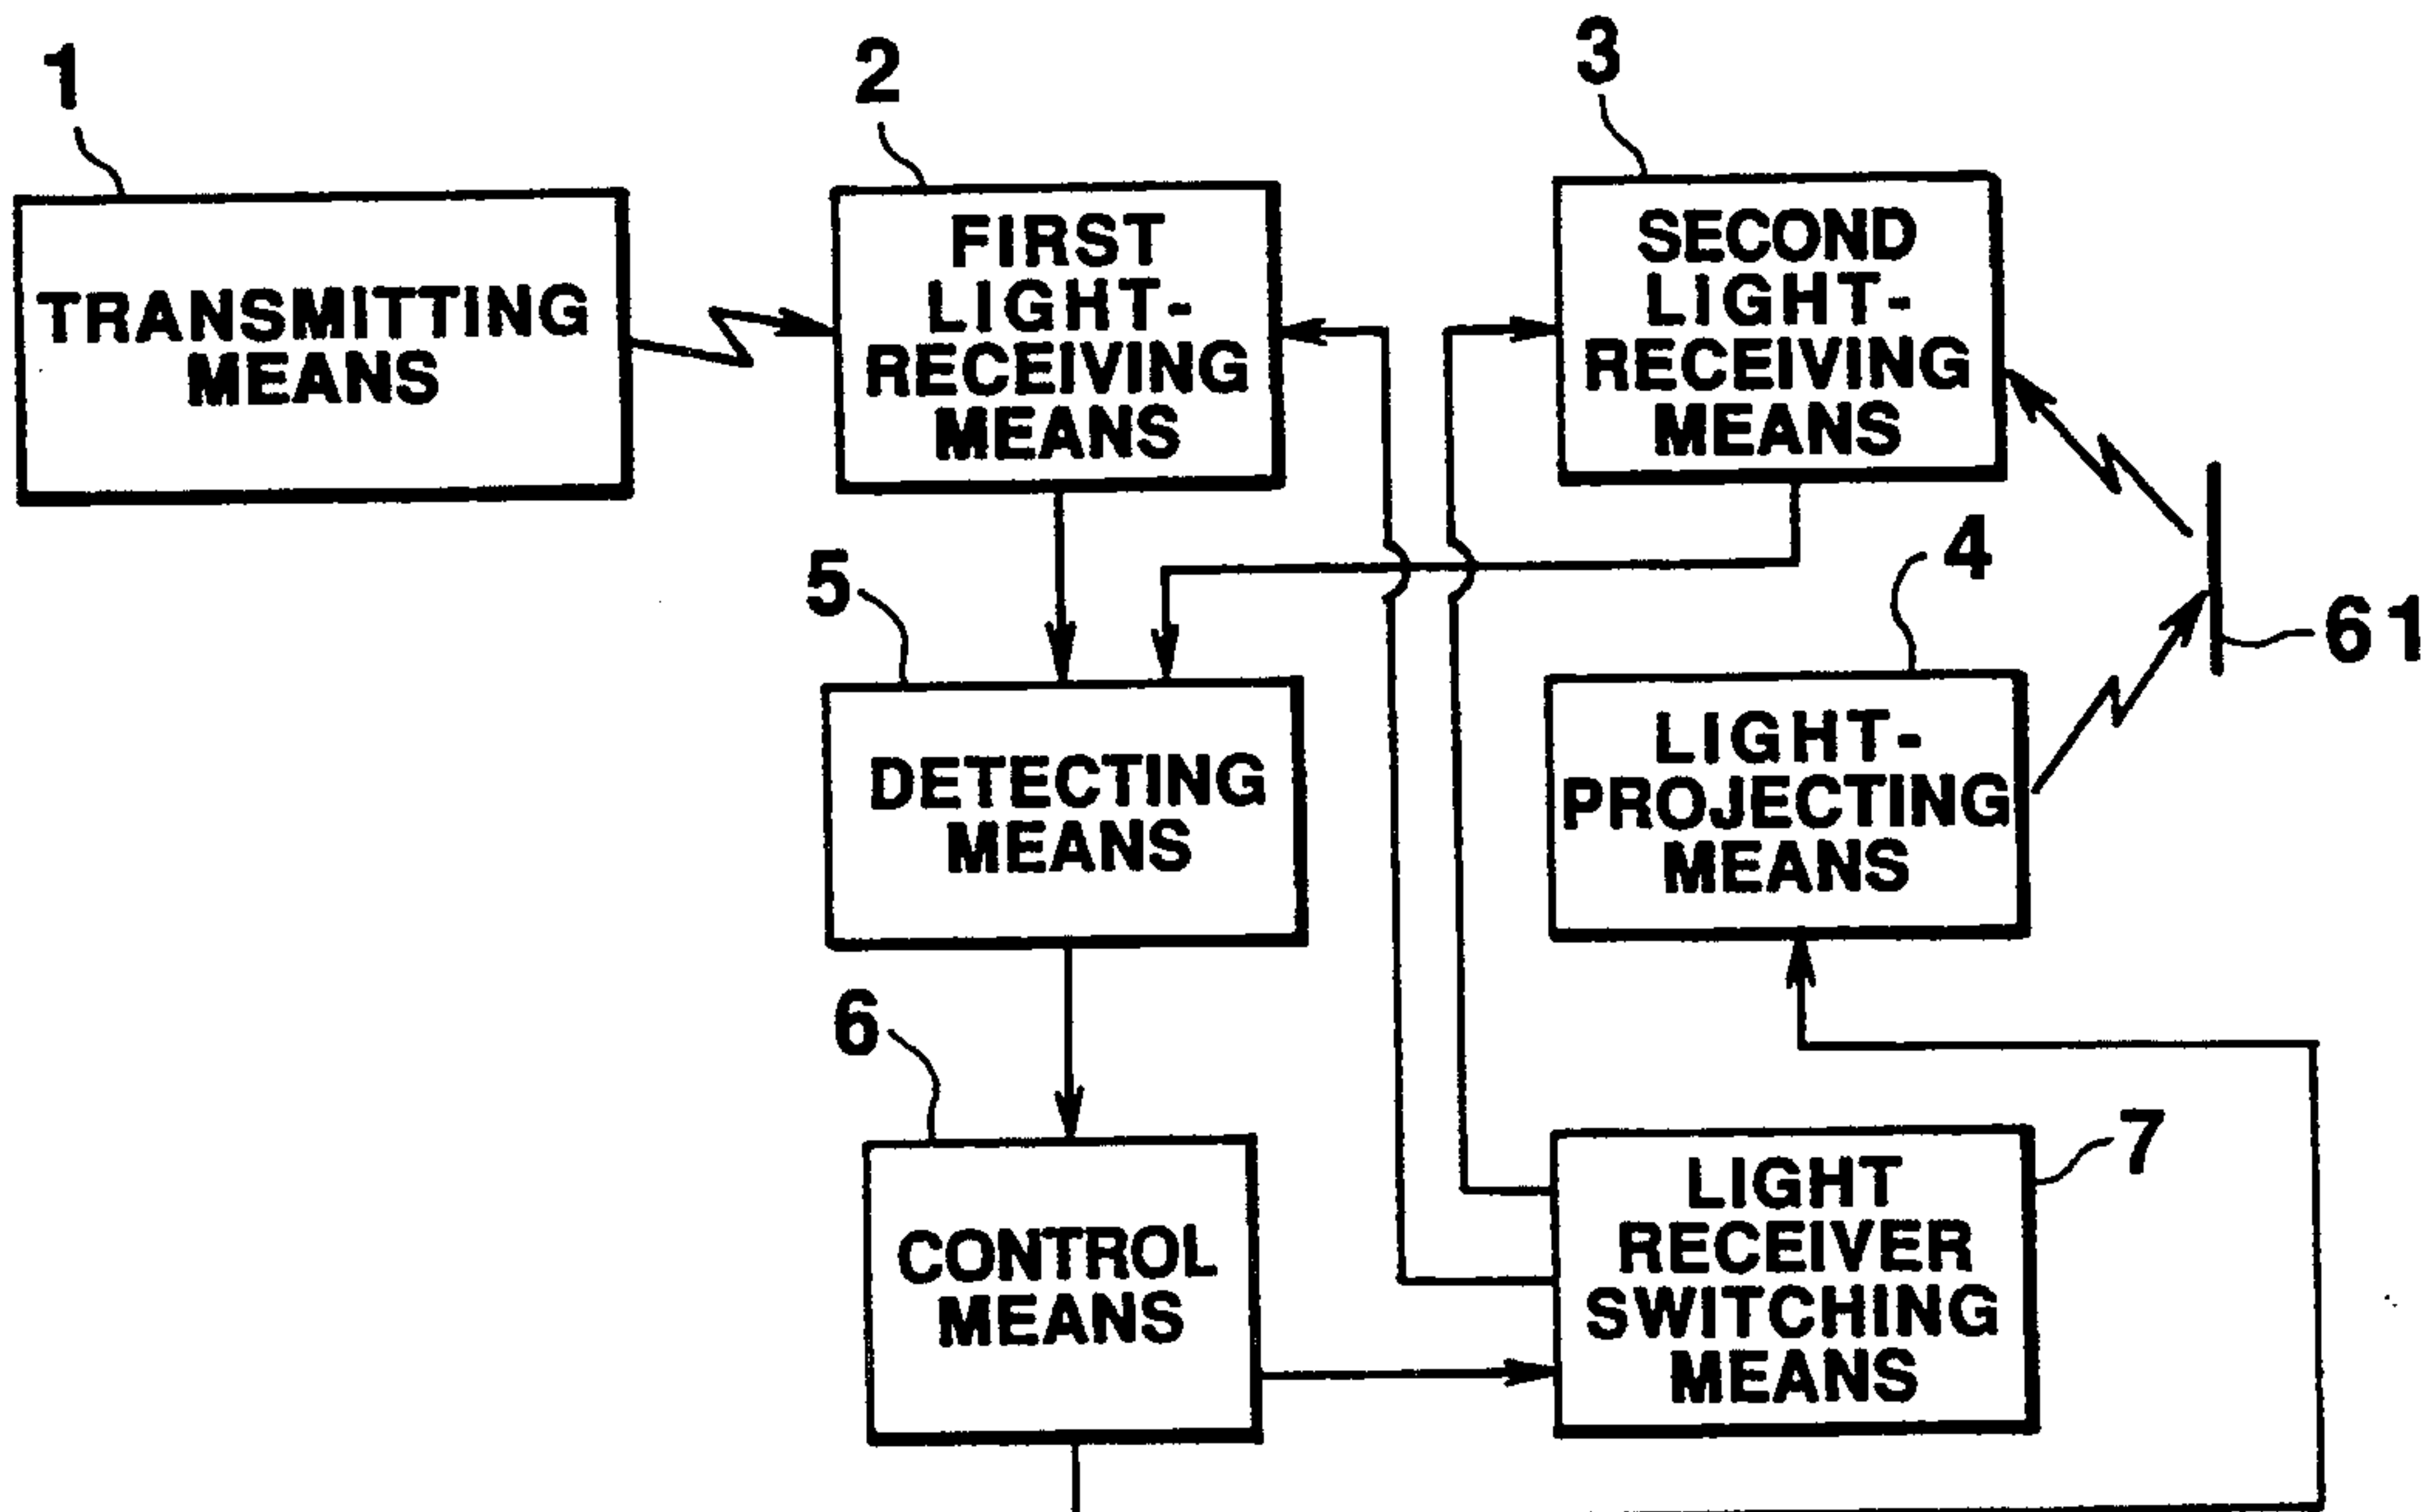 1
TRANSMITTING
MEANS
2
FIRST
LIGHT-
RECEIVING
MEANS
3
SECOND
LIGHT-
RECEIVING
MEANS
61
4
LIGHT-
PROJECTING
MEANS
5
DETECTING
MEANS
6
CONTROL
MEANS
7
LIGHT
RECEIVER
SWITCHING
MEANS